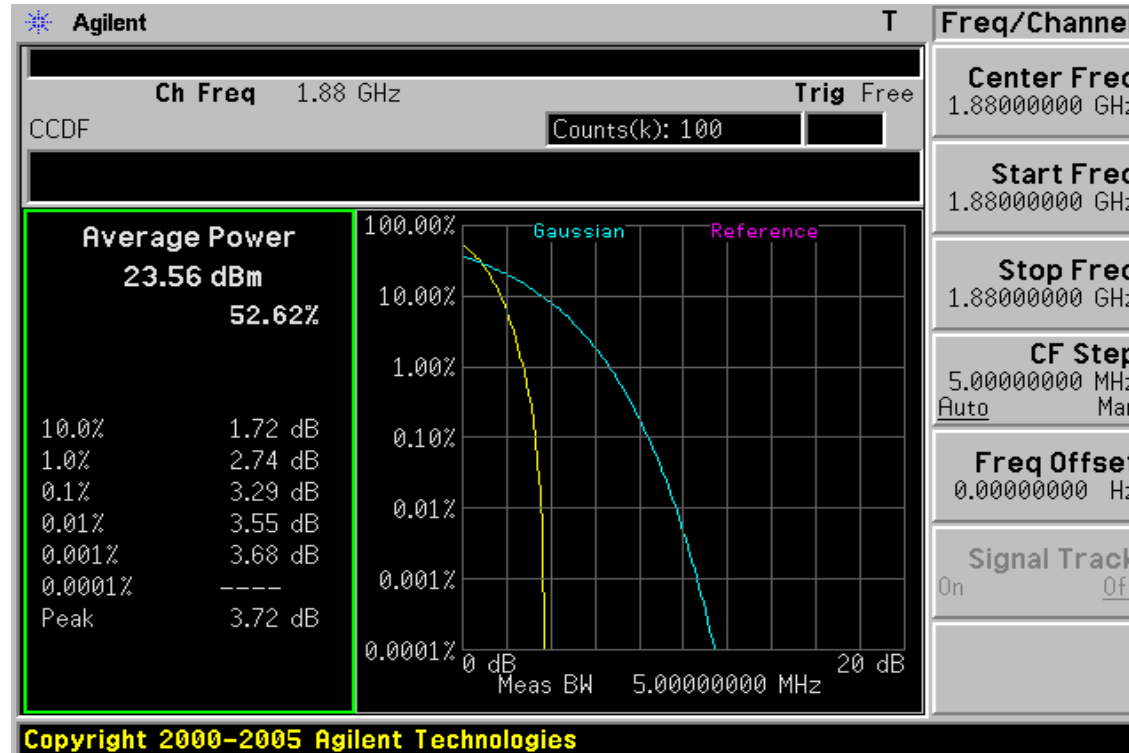 Agilent T
Freq/Channel
Ch Freq 1.88 GHz Trig Free
CCDF Counts(k): 100
Average Power
23.56 dBm
52.62%
10.0% 1.72 dB
1.0% 2.74 dB
0.1% 3.29 dB
0.01% 3.55 dB
0.001% 3.68 dB
0.0001% ----
Peak 3.72 dB
Gaussian Reference
100.00%
10.00%
1.00%
0.10%
0.01%
0.001%
0.0001%
0 dB 20 dB
Meas BW 5.00000000 MHz
Center Freq
1.88000000 GHz
Start Freq
1.88000000 GHz
Stop Freq
1.88000000 GHz
CF Step
5.00000000 MHz
Auto Man
Freq Offset
0.00000000 Hz
Signal Track
On Off
Copyright 2000-2005 Agilent Technologies